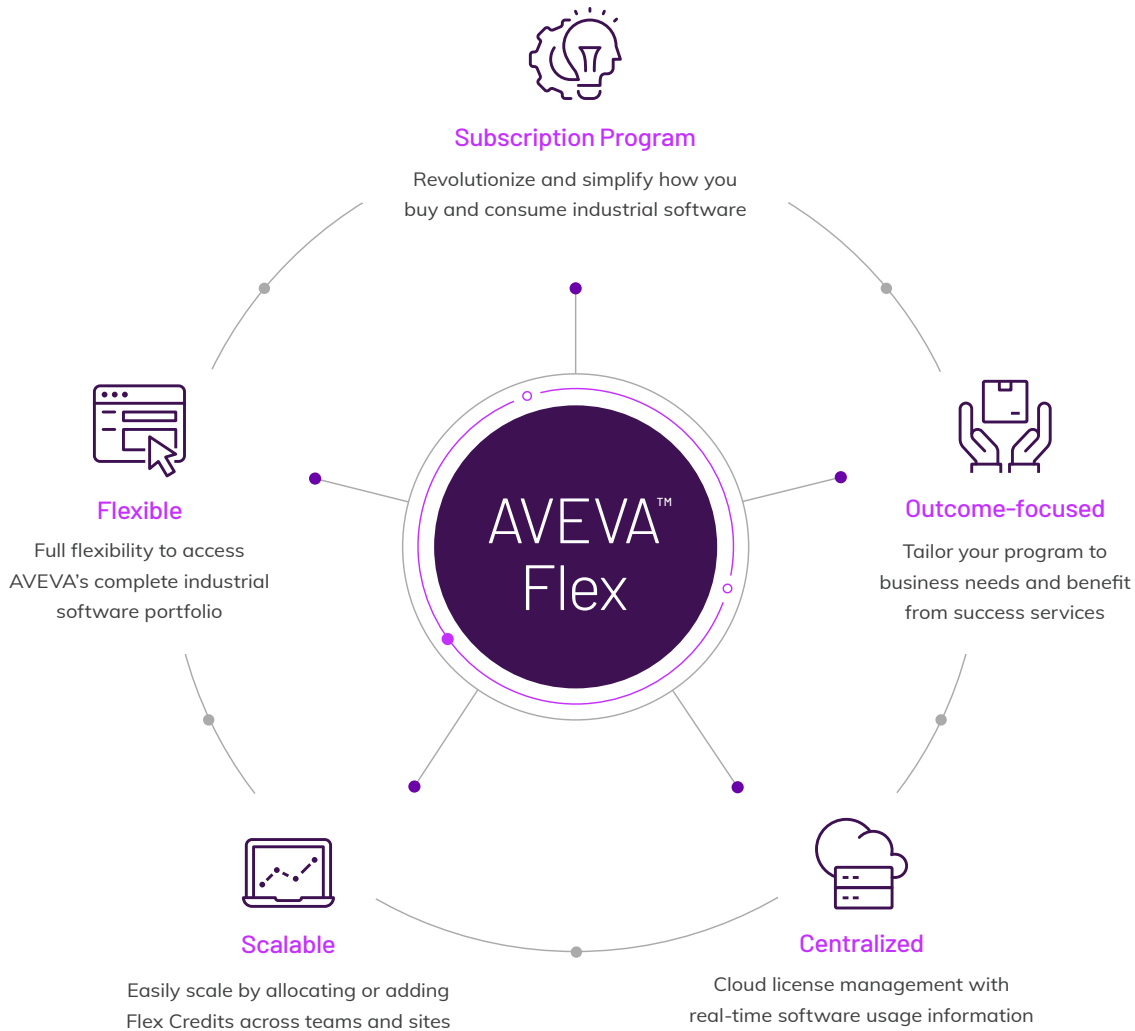 Subscription Program
Revolutionize and simplify how you
buy and consume industrial software
Flexible
Full flexibility to access
AVEVA's complete industrial
software portfolio
AVEVA™
Flex
Outcome-focused
Tailor your program to
business needs and benefit
from success services
Scalable
Easily scale by allocating or adding
Flex Credits across teams and sites
Centralized
Cloud license management with
real-time software usage information